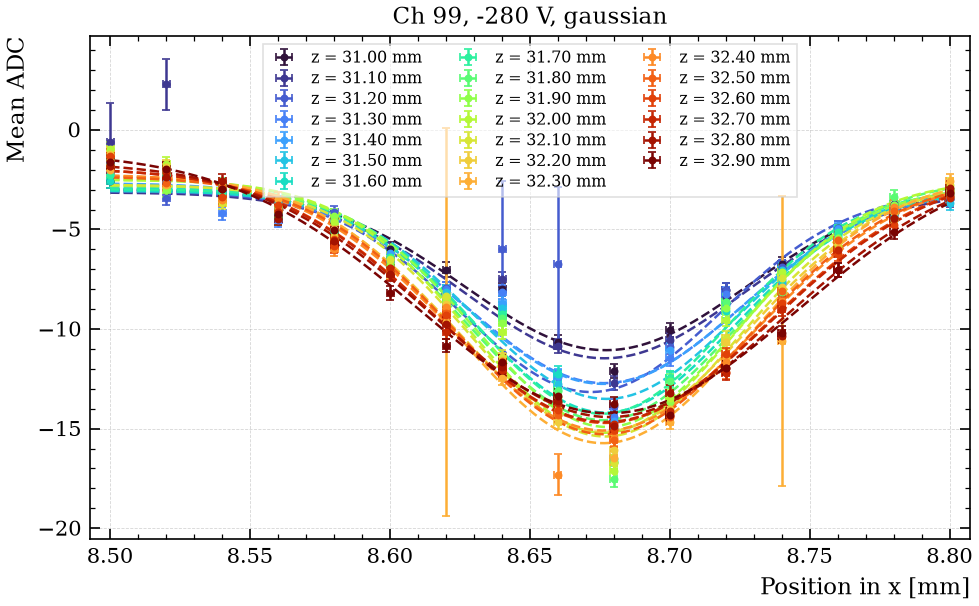 Ch 99, -280 V, gaussian
Mean ADC
z = 31.00 mm
z = 31.10 mm
z = 31.20 mm
z = 31.30 mm
z = 31.40 mm
z = 31.50 mm
z = 31.60 mm
z = 31.70 mm
z = 31.80 mm
z = 31.90 mm
z = 32.00 mm
z = 32.10 mm
z = 32.20 mm
z = 32.30 mm
z = 32.40 mm
z = 32.50 mm
z = 32.60 mm
z = 32.70 mm
z = 32.80 mm
z = 32.90 mm
0
−5
−10
−15
−20
8.50 8.55 8.60 8.65 8.70 8.75 8.80
Position in x [mm]